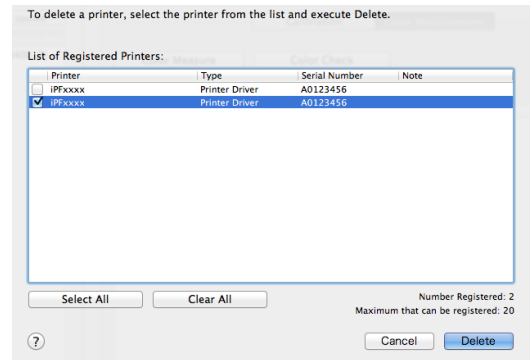 To delete a printer, select the printer from the list and execute Delete.
List of Registered Printers:
Printer Type Serial Number Note
iPFxxxx Printer Driver A0123456
iPFxxxx Printer Driver A0123456
Select All Clear All
Number Registered: 2
Maximum that can be registered: 20
? Cancel Delete